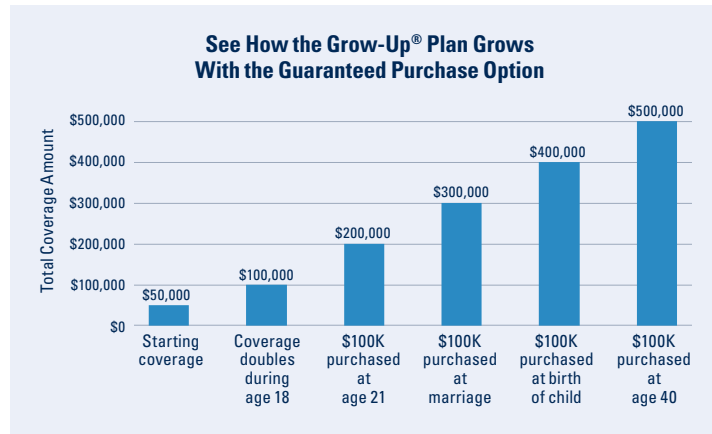 See How the Grow-Up® Plan Grows
With the Guaranteed Purchase Option
Total Coverage Amount
$500,000
$400,000
$300,000
$200,000
$100,000
$0
$50,000
$100,000
$200,000
$300,000
$400,000
$500,000
Starting
coverage
Coverage
doubles
during
age 18
$100K
purchased
at
age 21
$100K
purchased
at
marriage
$100K
purchased
at birth
of child
$100K
purchased
at
age 40